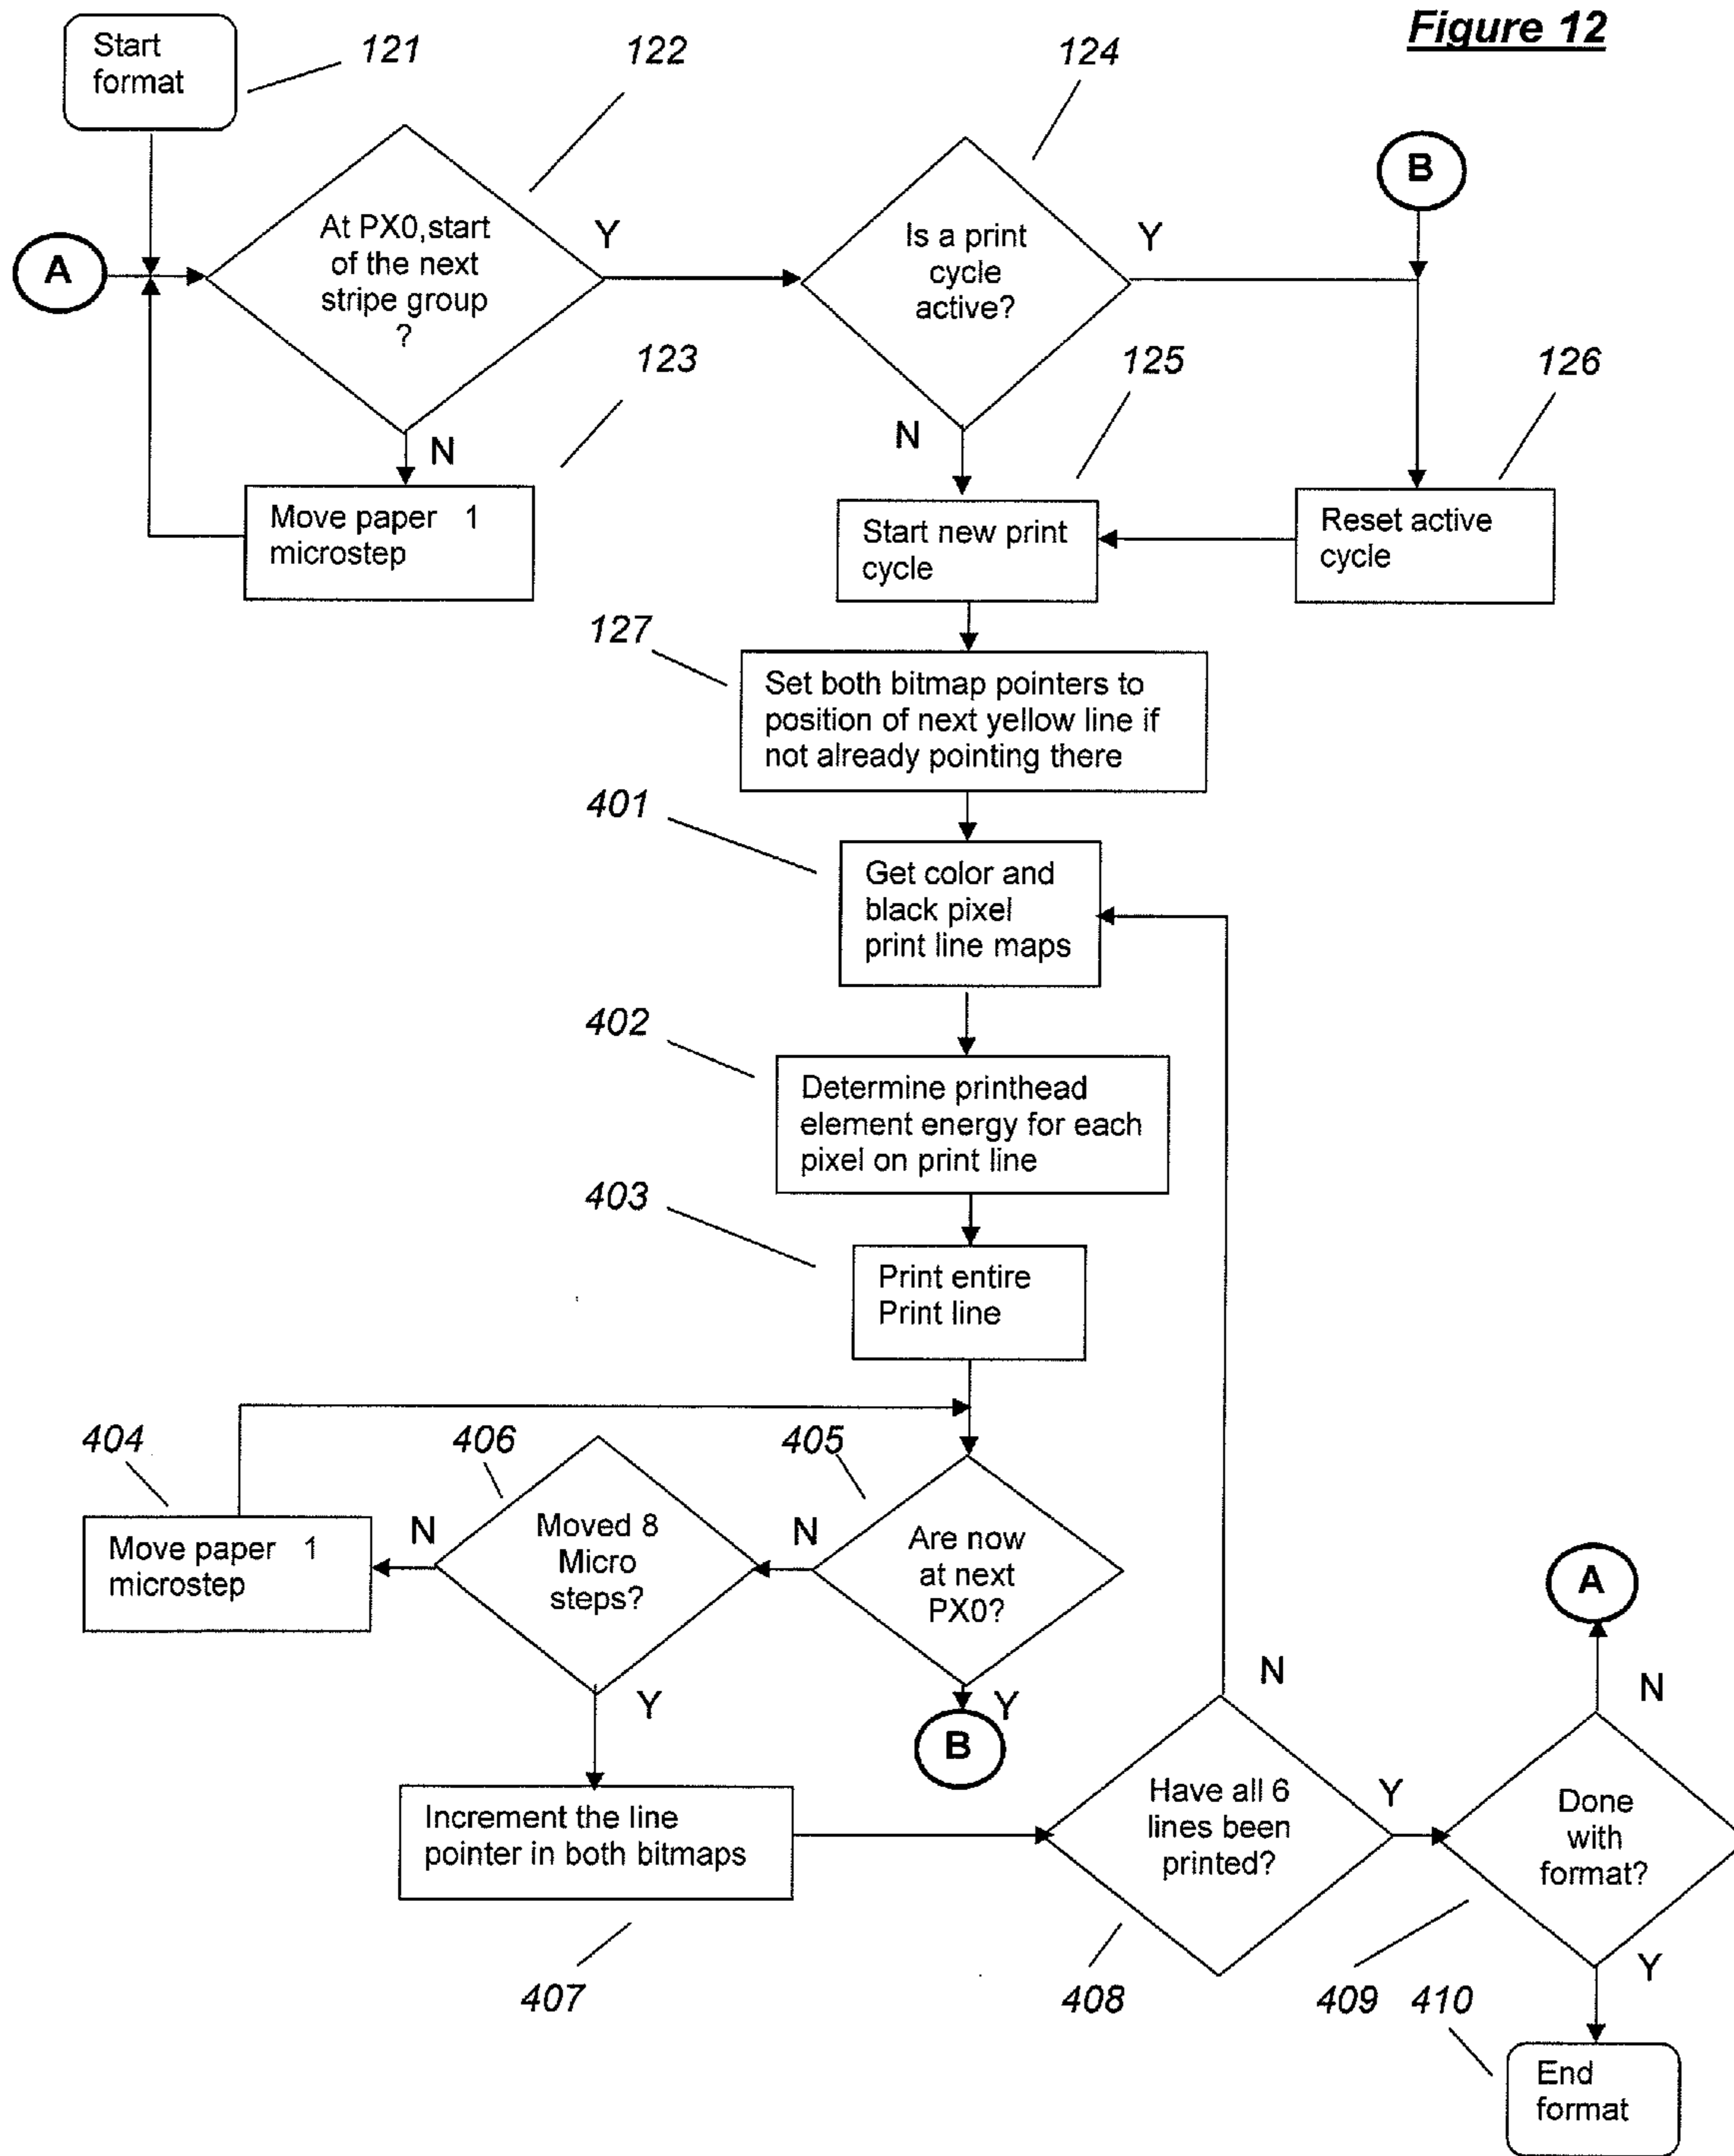 Figure 12
Start
format
121
122
124
B
A
At PX0,start
of the next
stripe group
?
Y
Is a print
cycle
active?
Y
123
125
126
N
N
Move paper 1
microstep
Start new print
cycle
Reset active
cycle
127
Set both bitmap pointers to
position of next yellow line if
not already pointing there
401
Get color and
black pixel
print line maps
402
Determine printhead
element energy for each
pixel on print line
403
Print entire
Print line
404
406
405
Move paper 1
microstep
N
Moved 8
Micro
steps?
N
Are now
at next
PX0?
A
Y
Y
B
N
N
Increment the line
pointer in both bitmaps
Have all 6
lines been
printed?
Y
Done
with
format?
407
408
409
410
Y
End
format